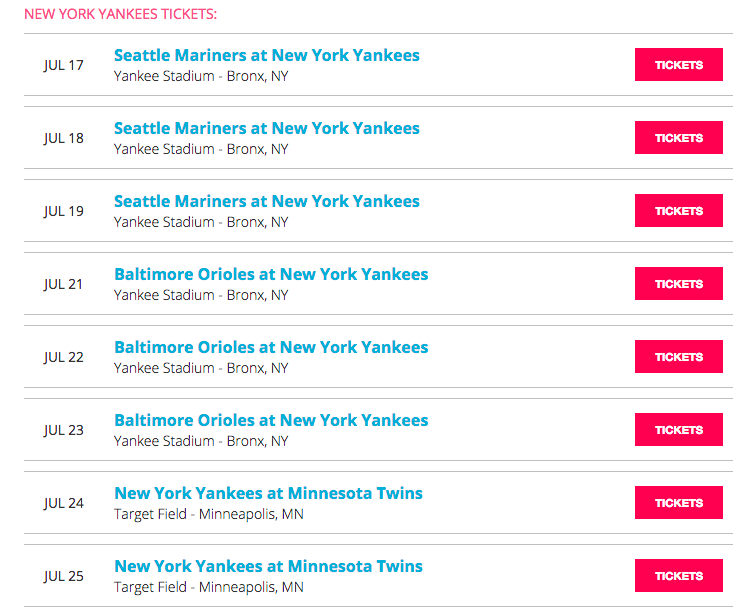 NEW YORK YANKEES TICKETS:
JUL 17
Seattle Mariners at New York Yankees
Yankee Stadium - Bronx, NY
TICKETS
JUL 18
Seattle Mariners at New York Yankees
Yankee Stadium - Bronx, NY
TICKETS
JUL 19
Seattle Mariners at New York Yankees
Yankee Stadium - Bronx, NY
TICKETS
JUL 21
Baltimore Orioles at New York Yankees
Yankee Stadium - Bronx, NY
TICKETS
JUL 22
Baltimore Orioles at New York Yankees
Yankee Stadium - Bronx, NY
TICKETS
JUL 23
Baltimore Orioles at New York Yankees
Yankee Stadium - Bronx, NY
TICKETS
JUL 24
New York Yankees at Minnesota Twins
Target Field - Minneapolis, MN
TICKETS
JUL 25
New York Yankees at Minnesota Twins
Target Field - Minneapolis, MN
TICKETS